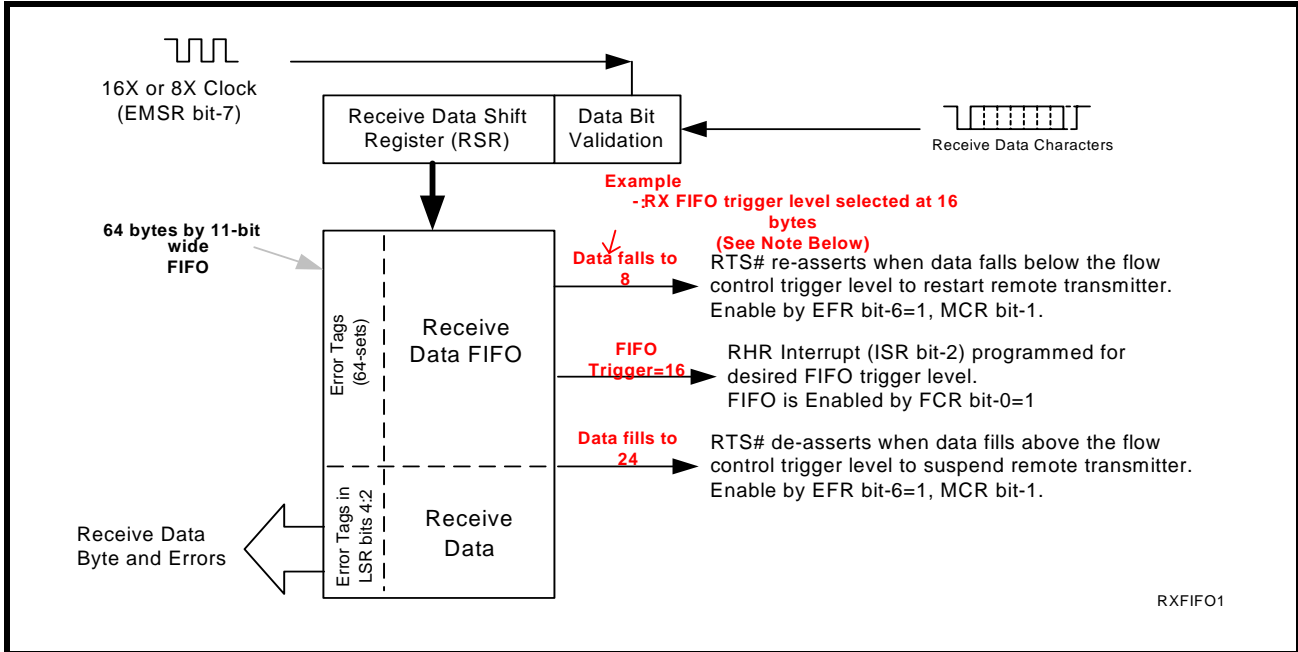 16X or 8X Clock
(EMSR bit-7)
Receive Data Shift
Register (RSR)
Data Bit
Validation
Receive Data Characters
Example
-:RX FIFO trigger level selected at 16
bytes
(See Note Below)
64 bytes by 11-bit
wide
FIFO
Data falls to
8
RTS# re-asserts when data falls below the flow
control trigger level to restart remote transmitter.
Enable by EFR bit-6=1, MCR bit-1.
Error Tags
(64-sets)
Receive
Data FIFO
FIFO
Trigger=16
RHR Interrupt (ISR bit-2) programmed for
desired FIFO trigger level.
FIFO is Enabled by FCR bit-0=1
Data fills to
24
RTS# de-asserts when data fills above the flow
control trigger level to suspend remote transmitter.
Enable by EFR bit-6=1, MCR bit-1.
Receive Data
Byte and Errors
Error Tags in
LSR bits 4:2
Receive
Data
RXFIFO1